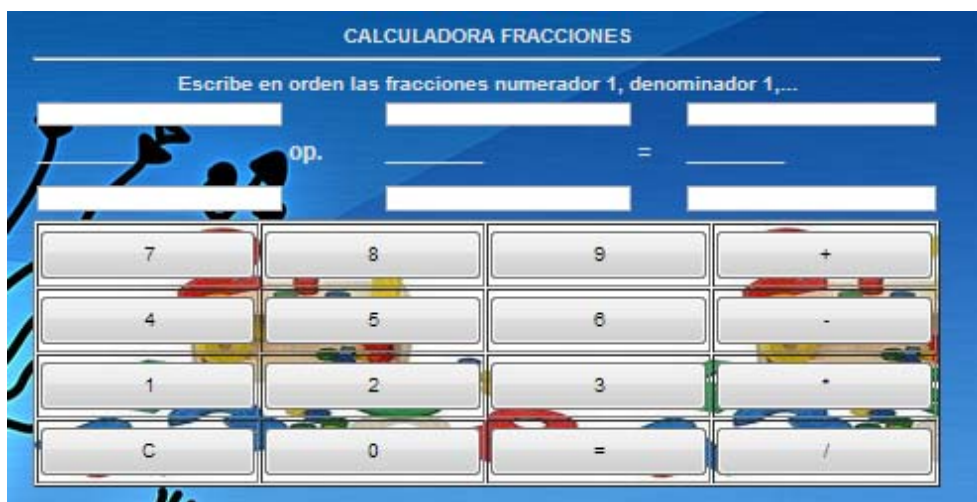 CALCULADORA FRACCIONES
Escribe en orden las fracciones numerador 1, denominador 1,...
op. =
7 8 9 +
4 5 6 -
1 2 3 *
C 0 = /